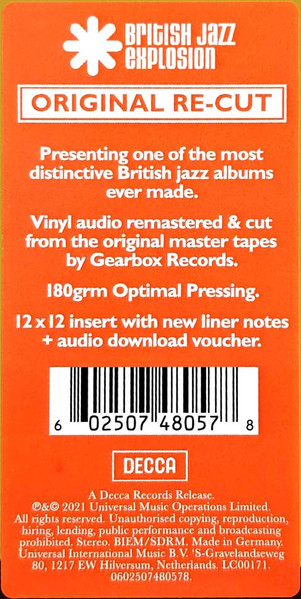 British Jazz
Explosion
ORIGINAL RE-CUT
Presenting one of the most
distinctive British jazz albums
ever made.
Vinyl audio remastered & cut
from the original master tapes
by Gearbox Records.
180grm Optimal Pressing.
12 x 12 insert with new liner notes
+ audio download voucher.
6 02507 48057 8
DECCA
A Decca Records Release.
℗&© 2021 Universal Music Operations Limited.
All rights reserved. Unauthorised copying, reproduction,
hiring, lending, public performance and broadcasting
prohibited. Stereo. BIEM/SDRM. Made in Germany.
Universal International Music B.V. 'S-Gravelandseweg
80, 1217 EW Hilversum, Netherlands. LC00171.
0602507480578.